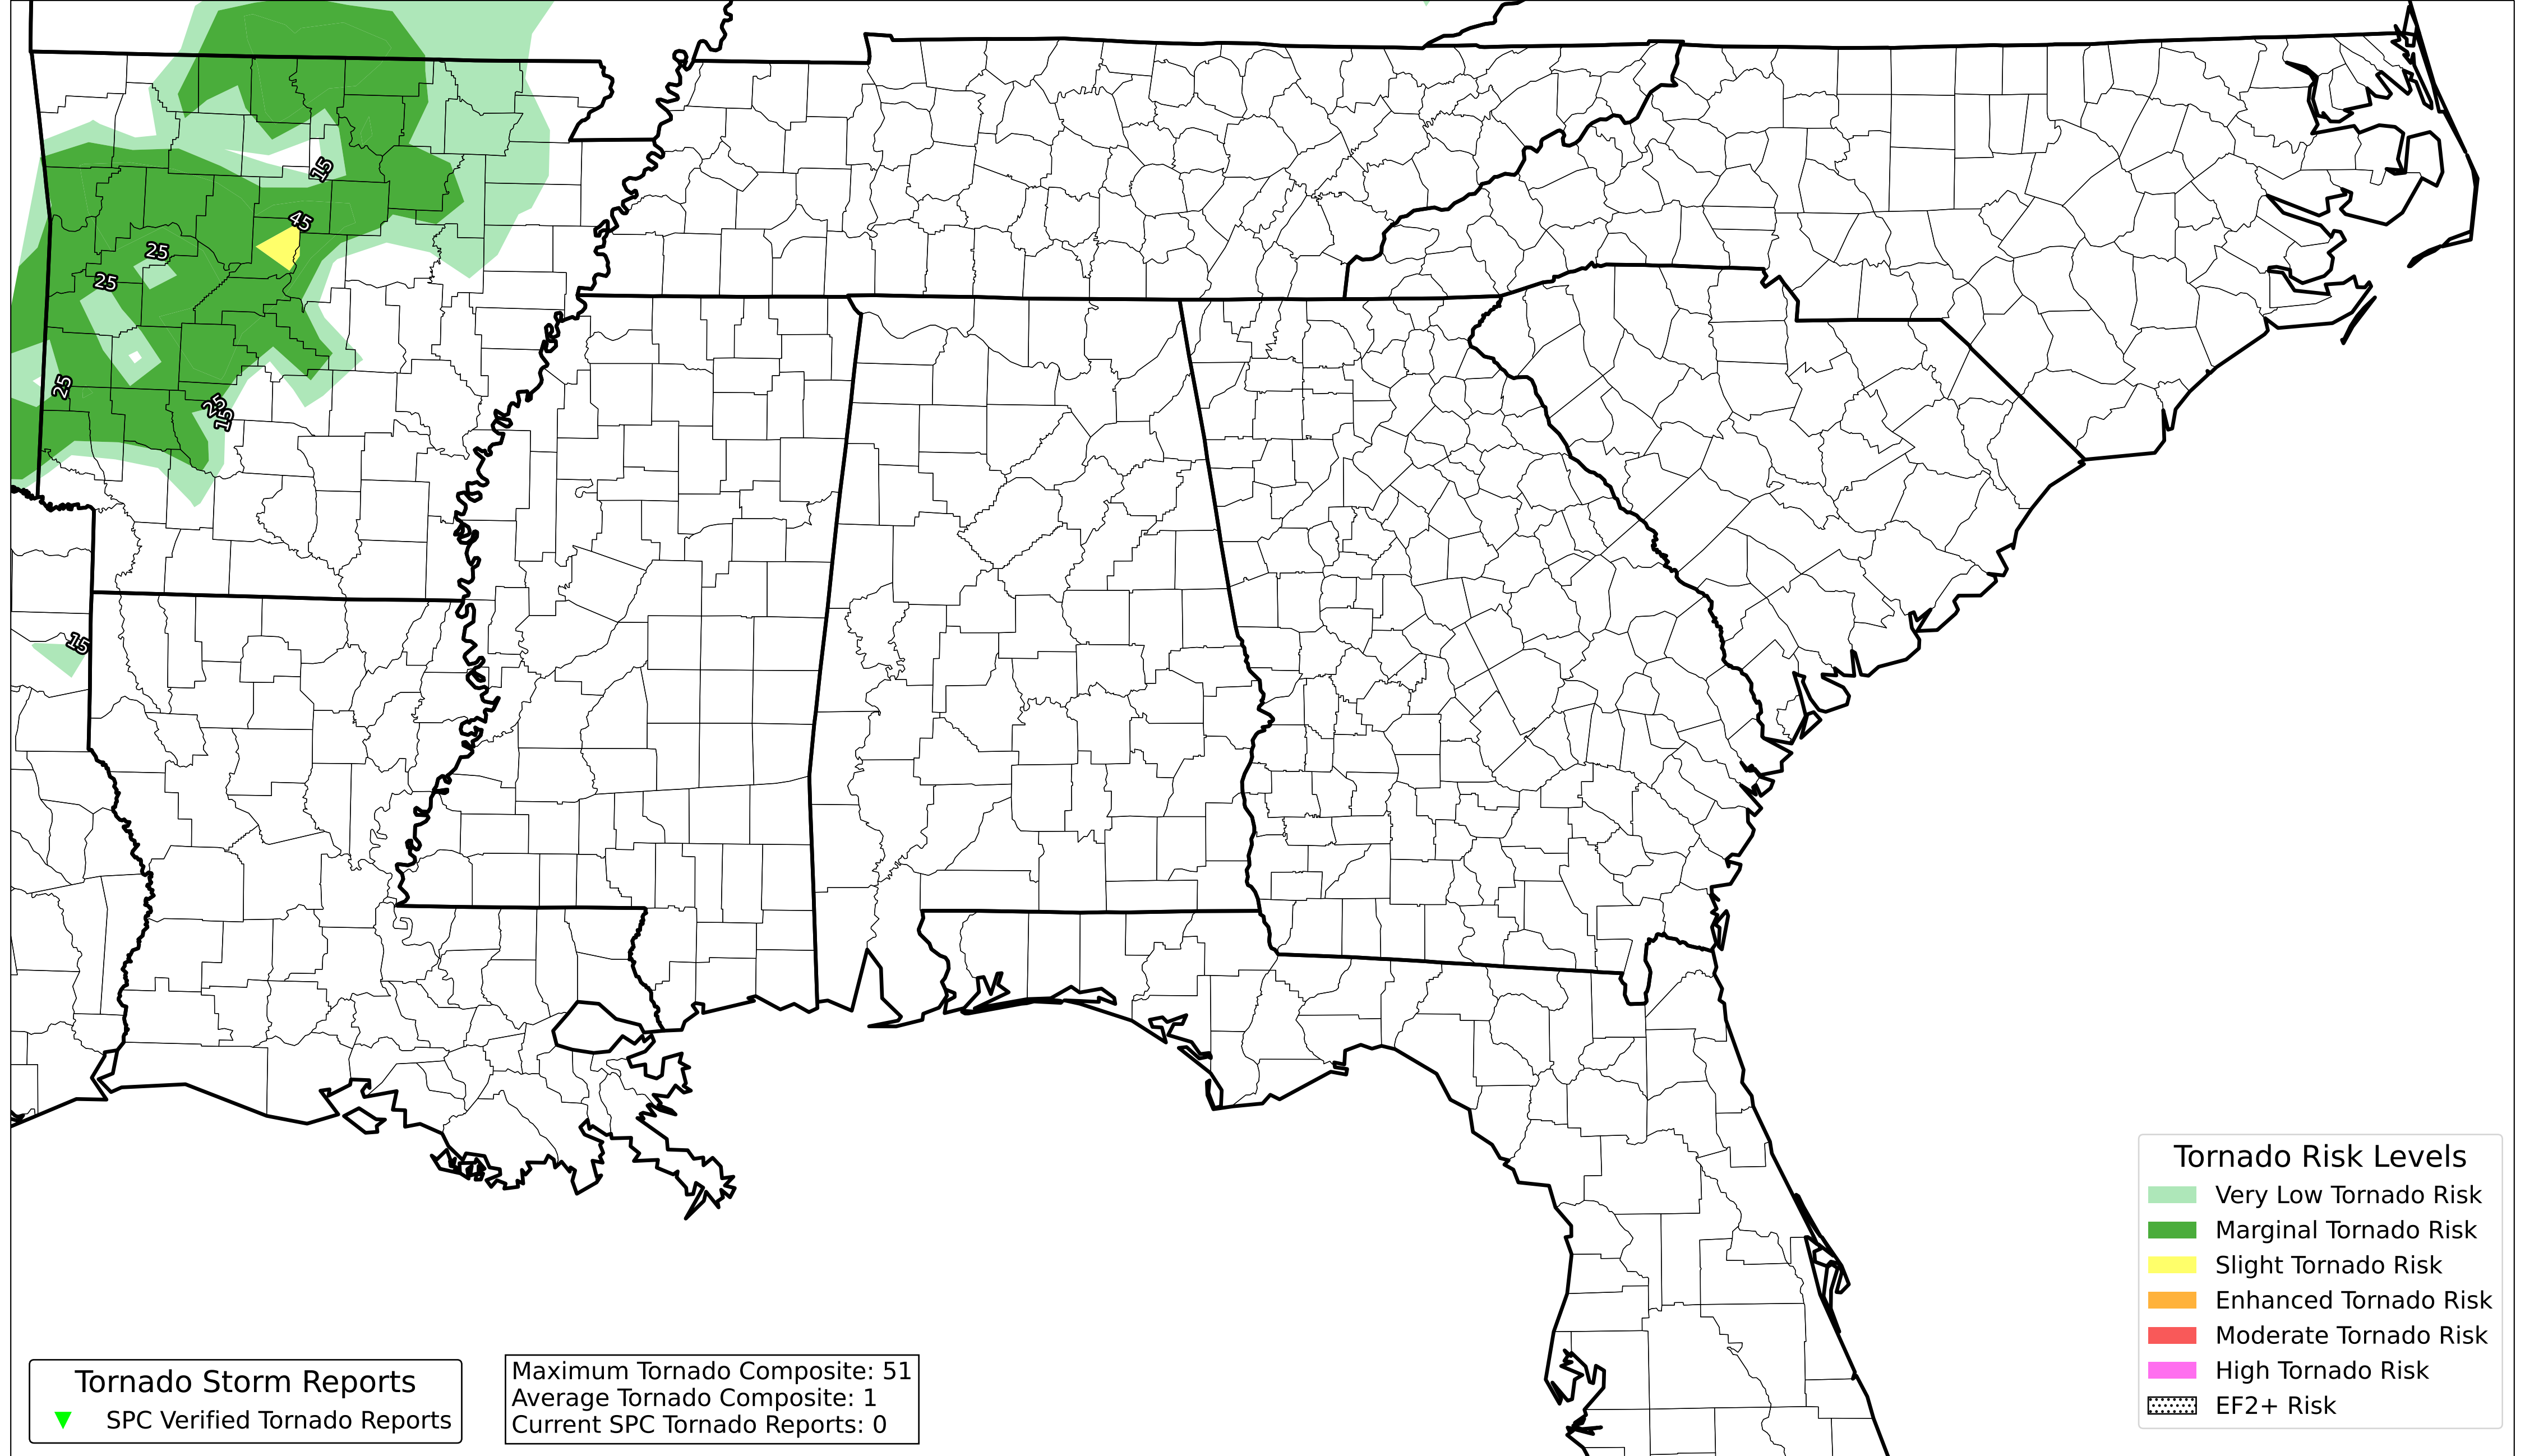 15
45
25
25
25
25
15
15
Tornado Storm Reports
SPC Verified Tornado Reports
Maximum Tornado Composite: 51
Average Tornado Composite: 1
Current SPC Tornado Reports: 0
Tornado Risk Levels
Very Low Tornado Risk
Marginal Tornado Risk
Slight Tornado Risk
Enhanced Tornado Risk
Moderate Tornado Risk
High Tornado Risk
EF2+ Risk